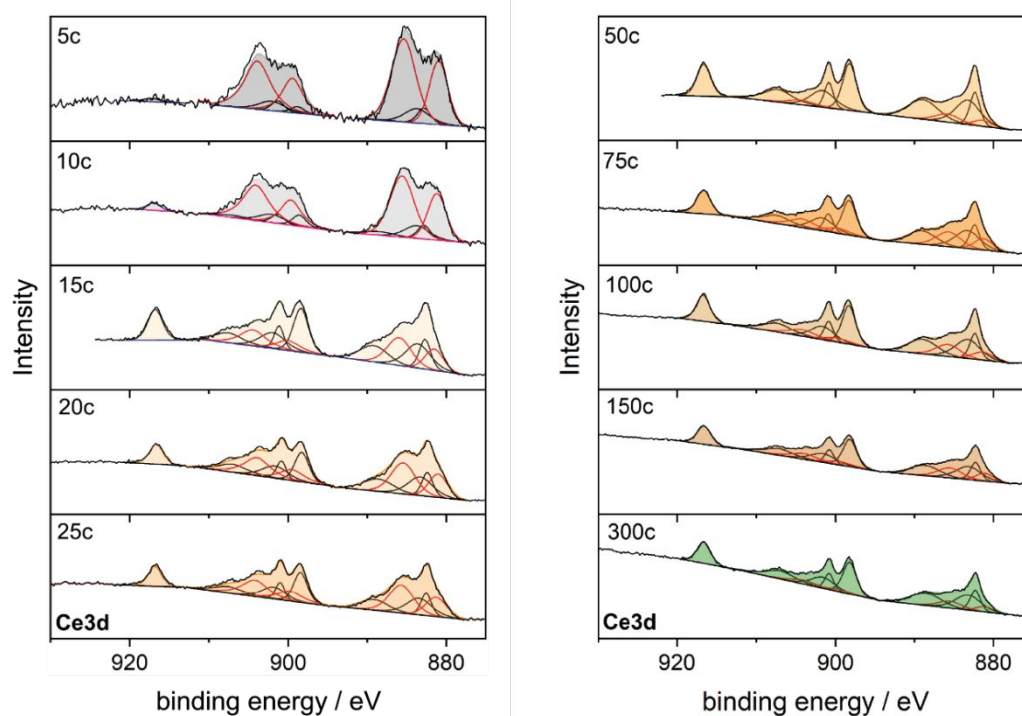 5c
10c
15c
20c
25c
Ce3d
Intensity
920 900 880
binding energy / eV
50c
75c
100c
150c
300c
Ce3d
Intensity
920 900 880
binding energy / eV